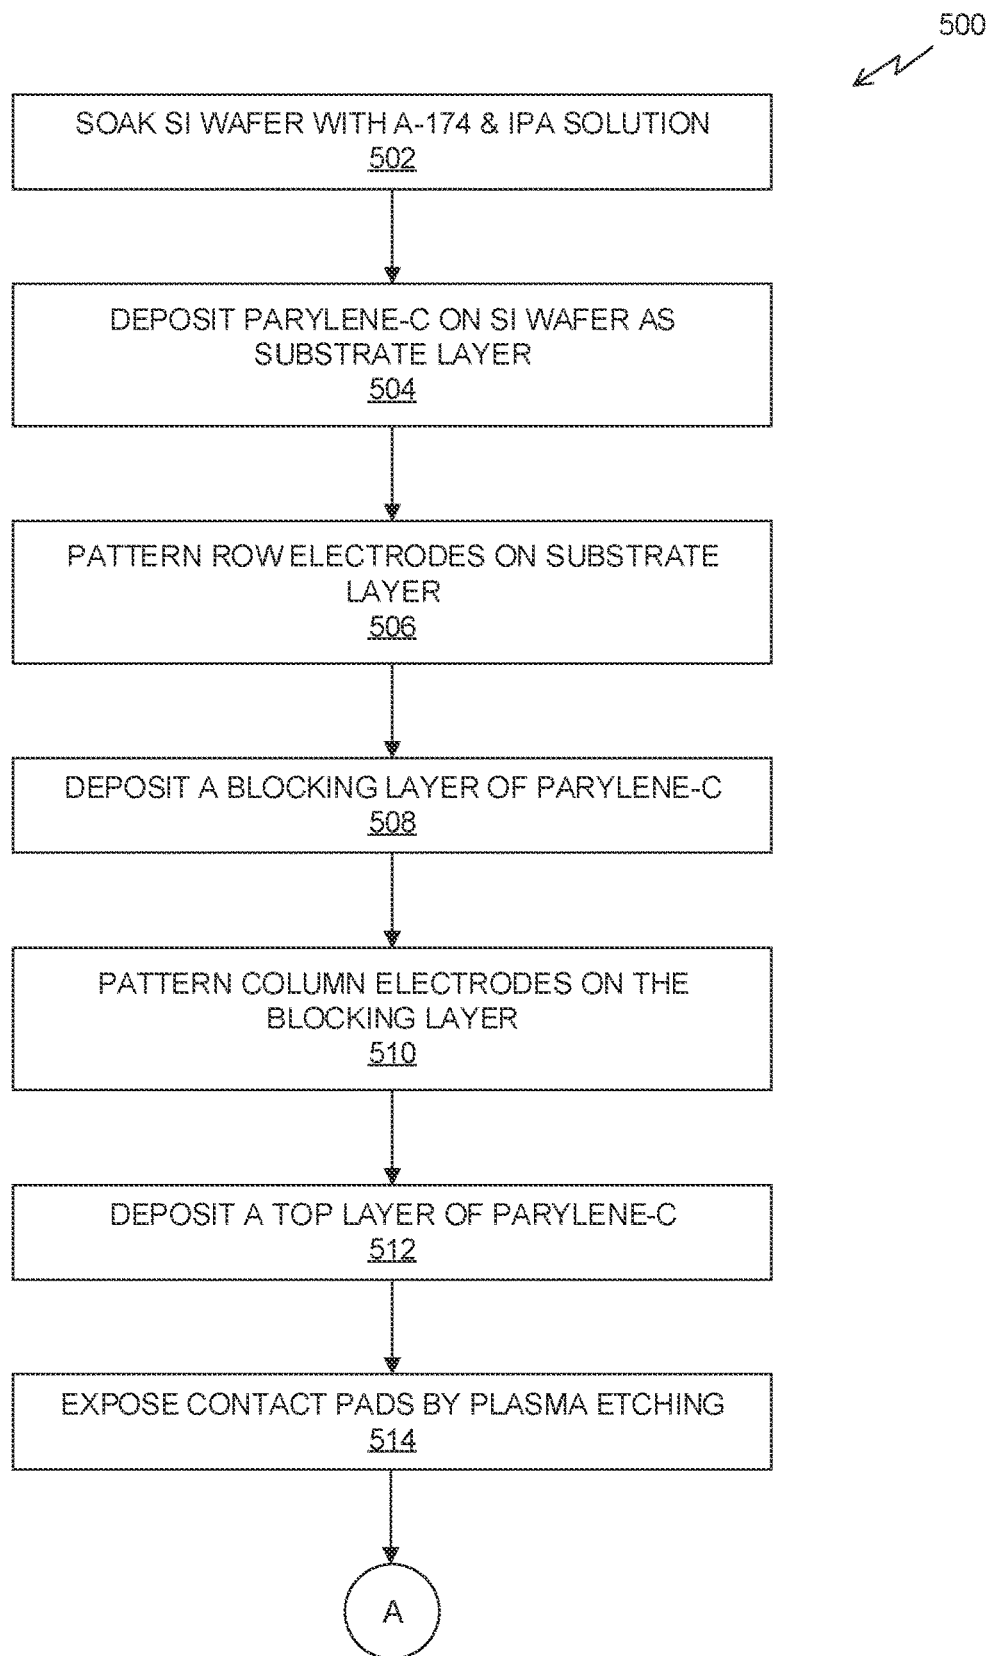 500
SOAK SI WAFER WITH A-174 & IPA SOLUTION
502
DEPOSIT PARYLENE-C ON SI WAFER AS
SUBSTRATE LAYER
504
PATTERN ROW ELECTRODES ON SUBSTRATE
LAYER
506
DEPOSIT A BLOCKING LAYER OF PARYLENE-C
508
PATTERN COLUMN ELECTRODES ON THE
BLOCKING LAYER
510
DEPOSIT A TOP LAYER OF PARYLENE-C
512
EXPOSE CONTACT PADS BY PLASMA ETCHING
514
A